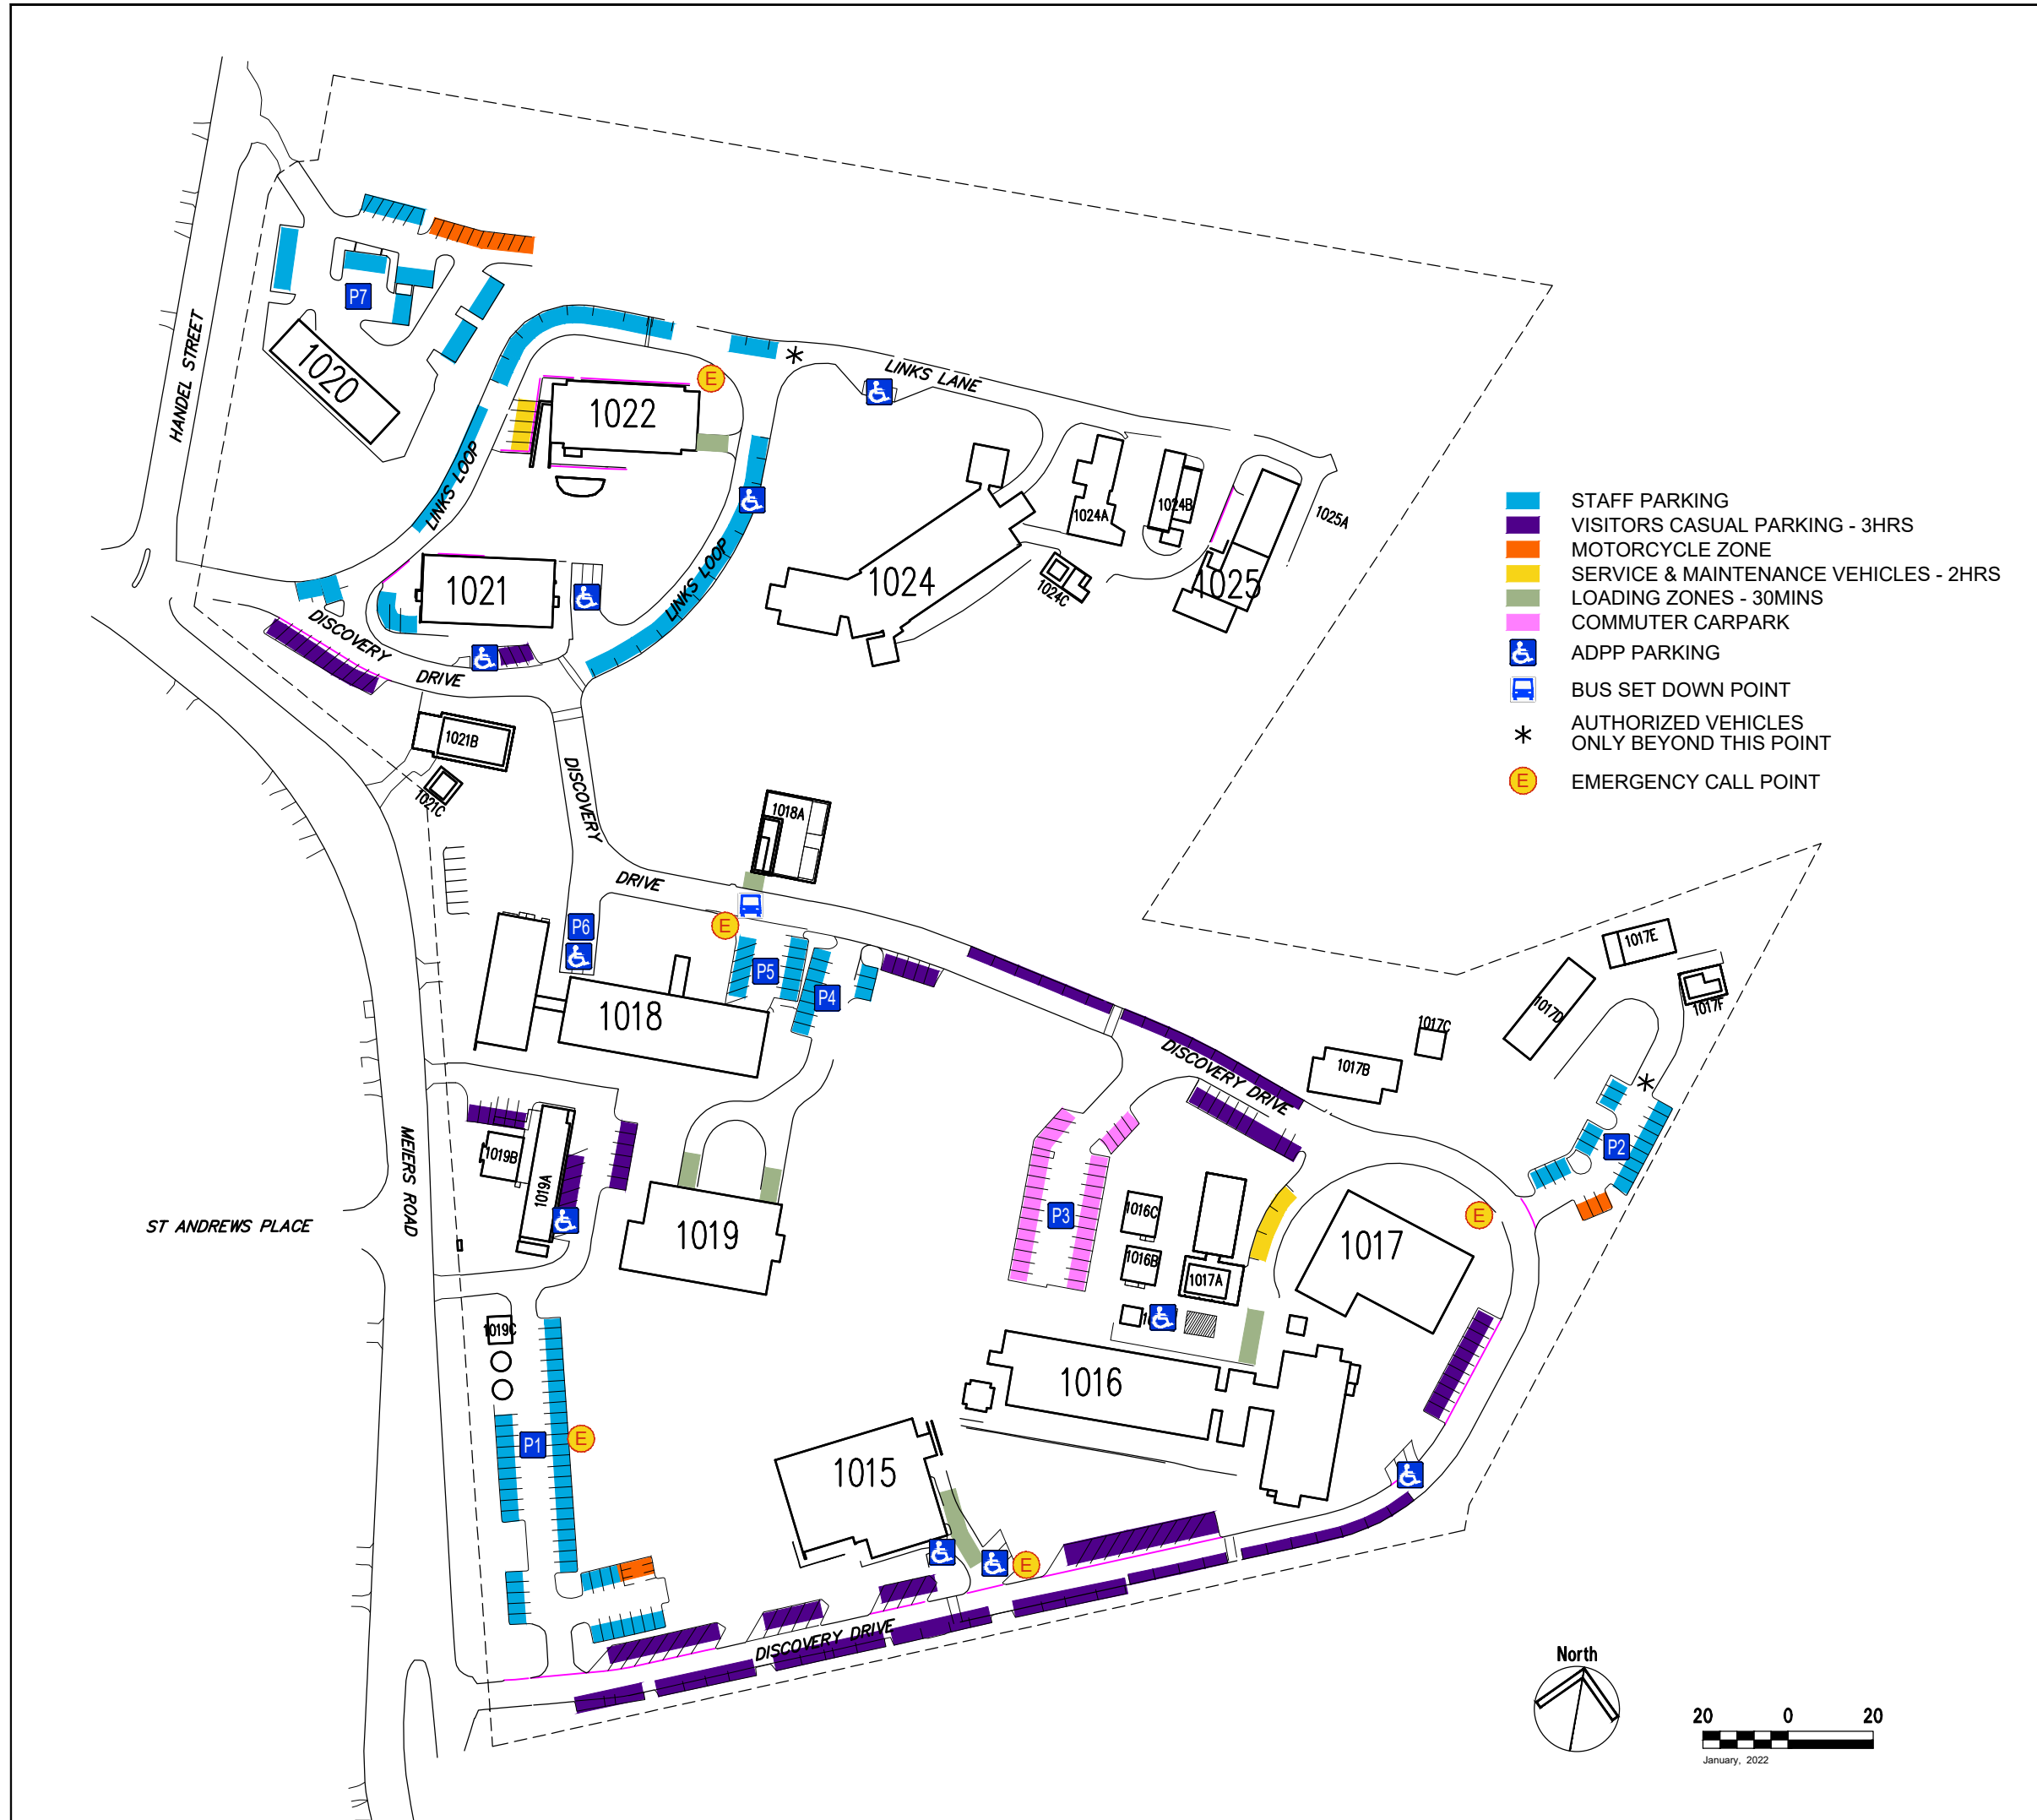 HANDEL STREET
P7
1020
LINKS LOOP
1022
E
LINKS LANE
1024
1024A
1024B
1024C
1025
1025A
1021
LINKS LOOP
DISCOVERY
DRIVE
1021B
1021C
STAFF PARKING
VISITORS CASUAL PARKING - 3HRS
MOTORCYCLE ZONE
SERVICE & MAINTENANCE VEHICLES - 2HRS
LOADING ZONES - 30MINS
COMMUTER CARPARK
ADPP PARKING
BUS SET DOWN POINT
AUTHORIZED VEHICLES
ONLY BEYOND THIS POINT
E
EMERGENCY CALL POINT
DISCOVERY
DRIVE
1018A
P6
E
P5
P4
1018
DISCOVERY DRIVE
1017B
1017C
1017D
1017E
1017F
P2
MEIERS ROAD
ST ANDREWS PLACE
1019B
1019A
1019
P3
1016C
1016B
1017A
1017
E
1019C
P1
E
1016
1015
E
DISCOVERY DRIVE
North
20 0 20
January, 2022